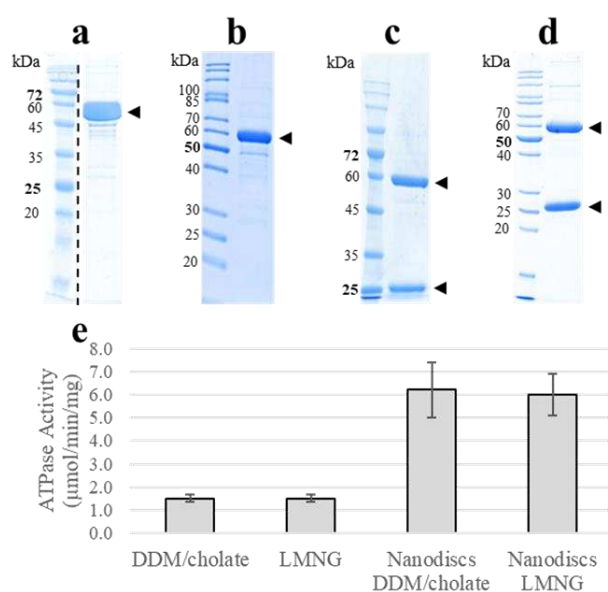 a
kDa
72
60
45
35
25
20
b
kDa
100
85
70
60
50
40
30
25
20
c
kDa
72
60
45
35
25
d
kDa
70
60
50
40
30
25
20
e
ATPase Activity
(µmol/min/mg)
8.0
7.0
6.0
5.0
4.0
3.0
2.0
1.0
0.0
DDM/cholate
LMNG
Nanodiscs
DDM/cholate
Nanodiscs
LMNG